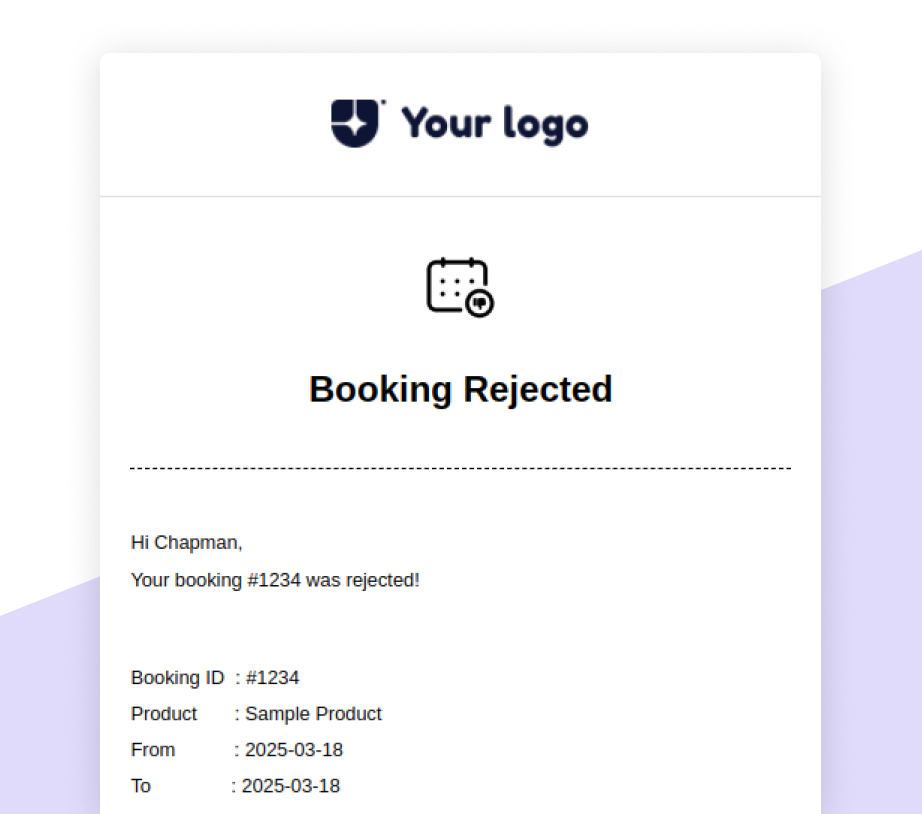 Your logo
Booking Rejected
Hi Chapman,
Your booking #1234 was rejected!
Booking ID : #1234
Product : Sample Product
From : 2025-03-18
To : 2025-03-18